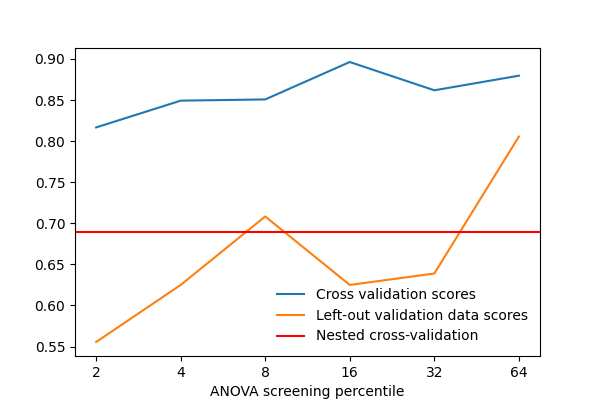 0.90
0.85
0.80
0.75
0.70
0.65
0.60
0.55
Cross validation scores
Left-out validation data scores
Nested cross-validation
2 4 8 16 32 64
ANOVA screening percentile